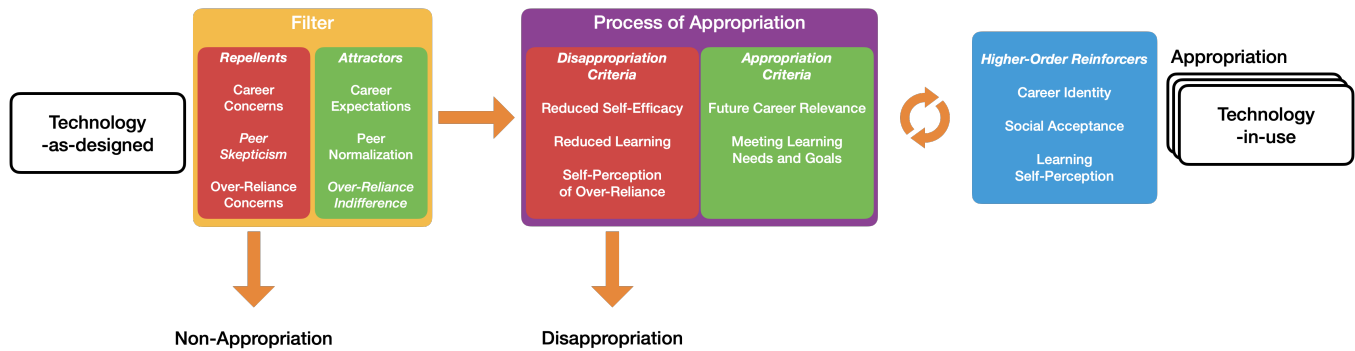 Technology
-as-designed
Filter
Repellents
Career
Concerns
Peer
Skepticism
Over-Reliance
Concerns
Attractors
Career
Expectations
Peer
Normalization
Over-Reliance
Indifference
Non-Appropriation
Process of Appropriation
Disappropriation
Criteria
Reduced Self-Efficacy
Reduced Learning
Self-Perception
of Over-Reliance
Appropriation
Criteria
Future Career Relevance
Meeting Learning
Needs and Goals
Disappropriation
Higher-Order Reinforcers
Career Identity
Social Acceptance
Learning
Self-Perception
Appropriation
Technology
-in-use